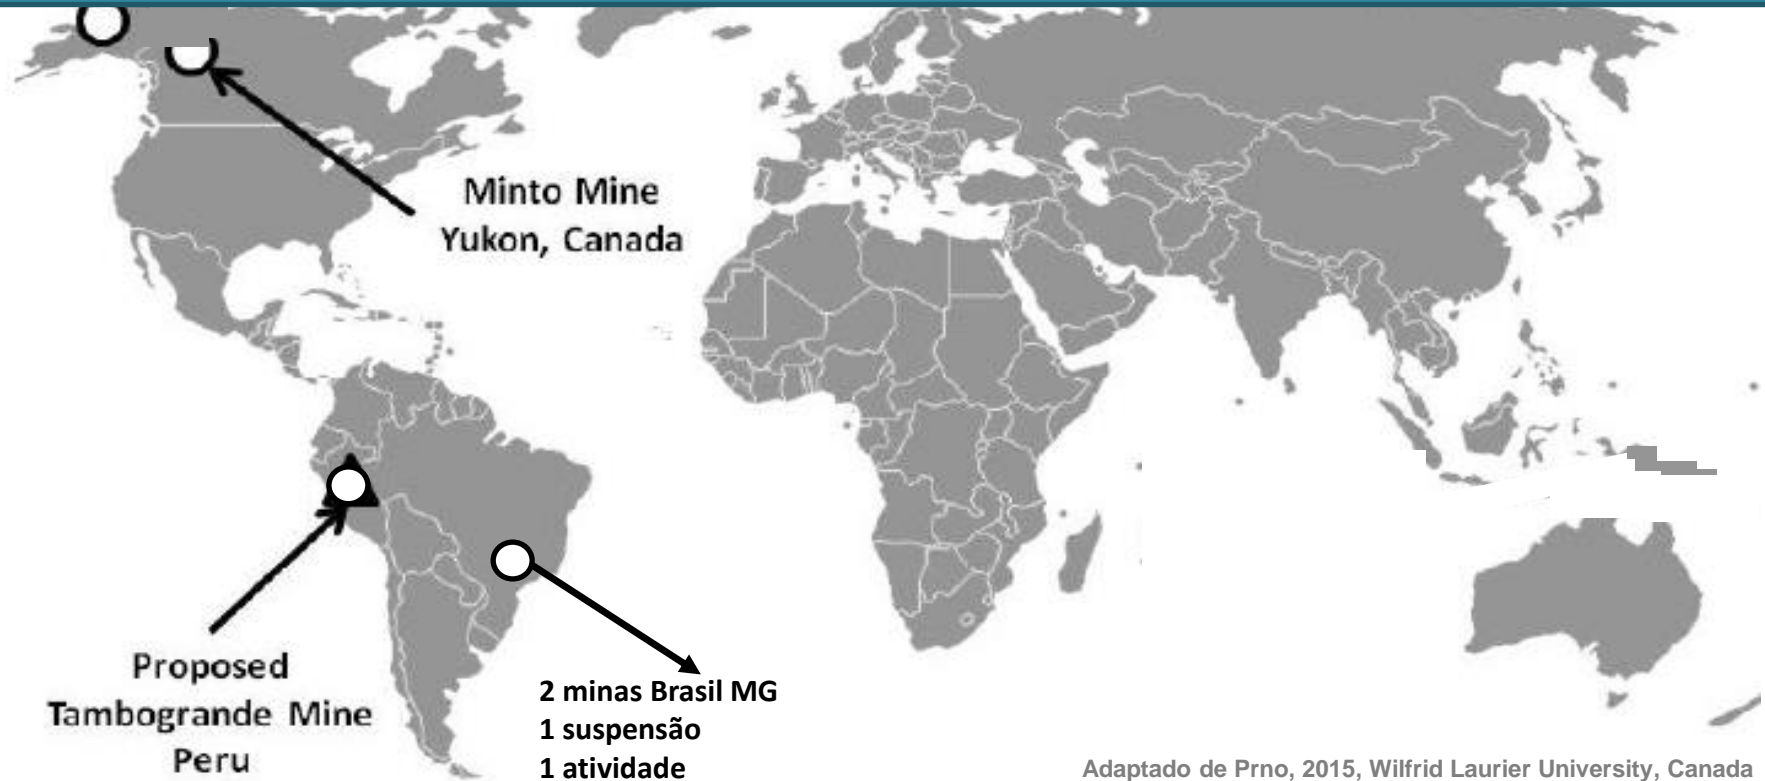 Minto Mine
Yukon, Canada
Proposed
Tambogrande Mine
Peru
2 minas Brasil MG
1 suspensão
1 atividade
Adaptado de Prno, 2015, Wilfrid Laurier University, Canada